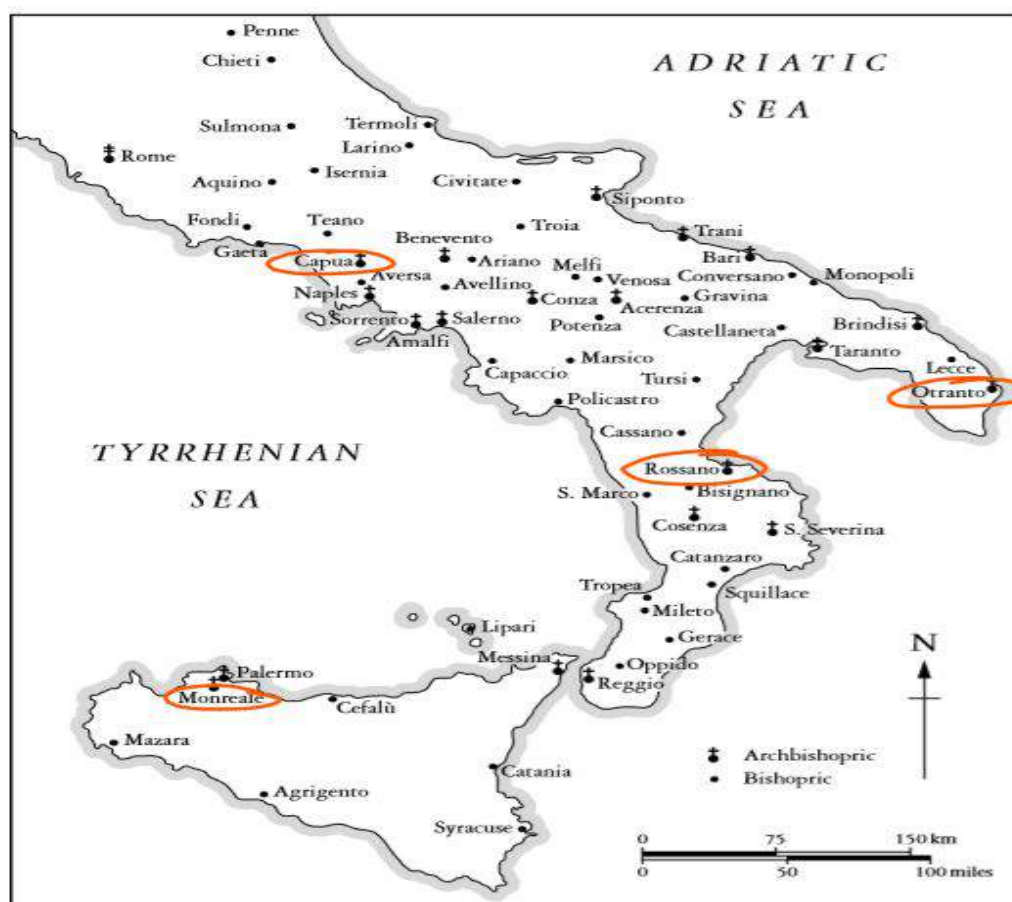 Penne
Chieti
ADRIATIC
SEA
Sulmona
Termoli
Larino
Rome
Isernia
Aquino
Civitate
Siponto
Fondi
Teano
Troia
Trani
Gaeta
Benevento
Capua
Ariano
Bari
Aversa
Melfi
Venosa
Conversano
Monopoli
Naples
Avellino
Conza
Acerenza
Gravina
Sorrento
Salerno
Potenza
Castellaneta
Brindisi
Amalfi
Taranto
Capaccio
Marsico
Lecce
Tursi
Otranto
Policastro
Cassano
TYRRHENIAN
SEA
Rossano
S. Marco
Bisignano
Cosenza
S. Severina
Catanzaro
Tropea
Squillace
Mileto
Lipari
Gerace
N
Messina
Oppido
Palermo
Reggio
Monreale
Cefalù
Mazara
Archbishopric
Catania
Bishopric
Agrigento
Syracuse
0 75 150 km
0 50 100 miles